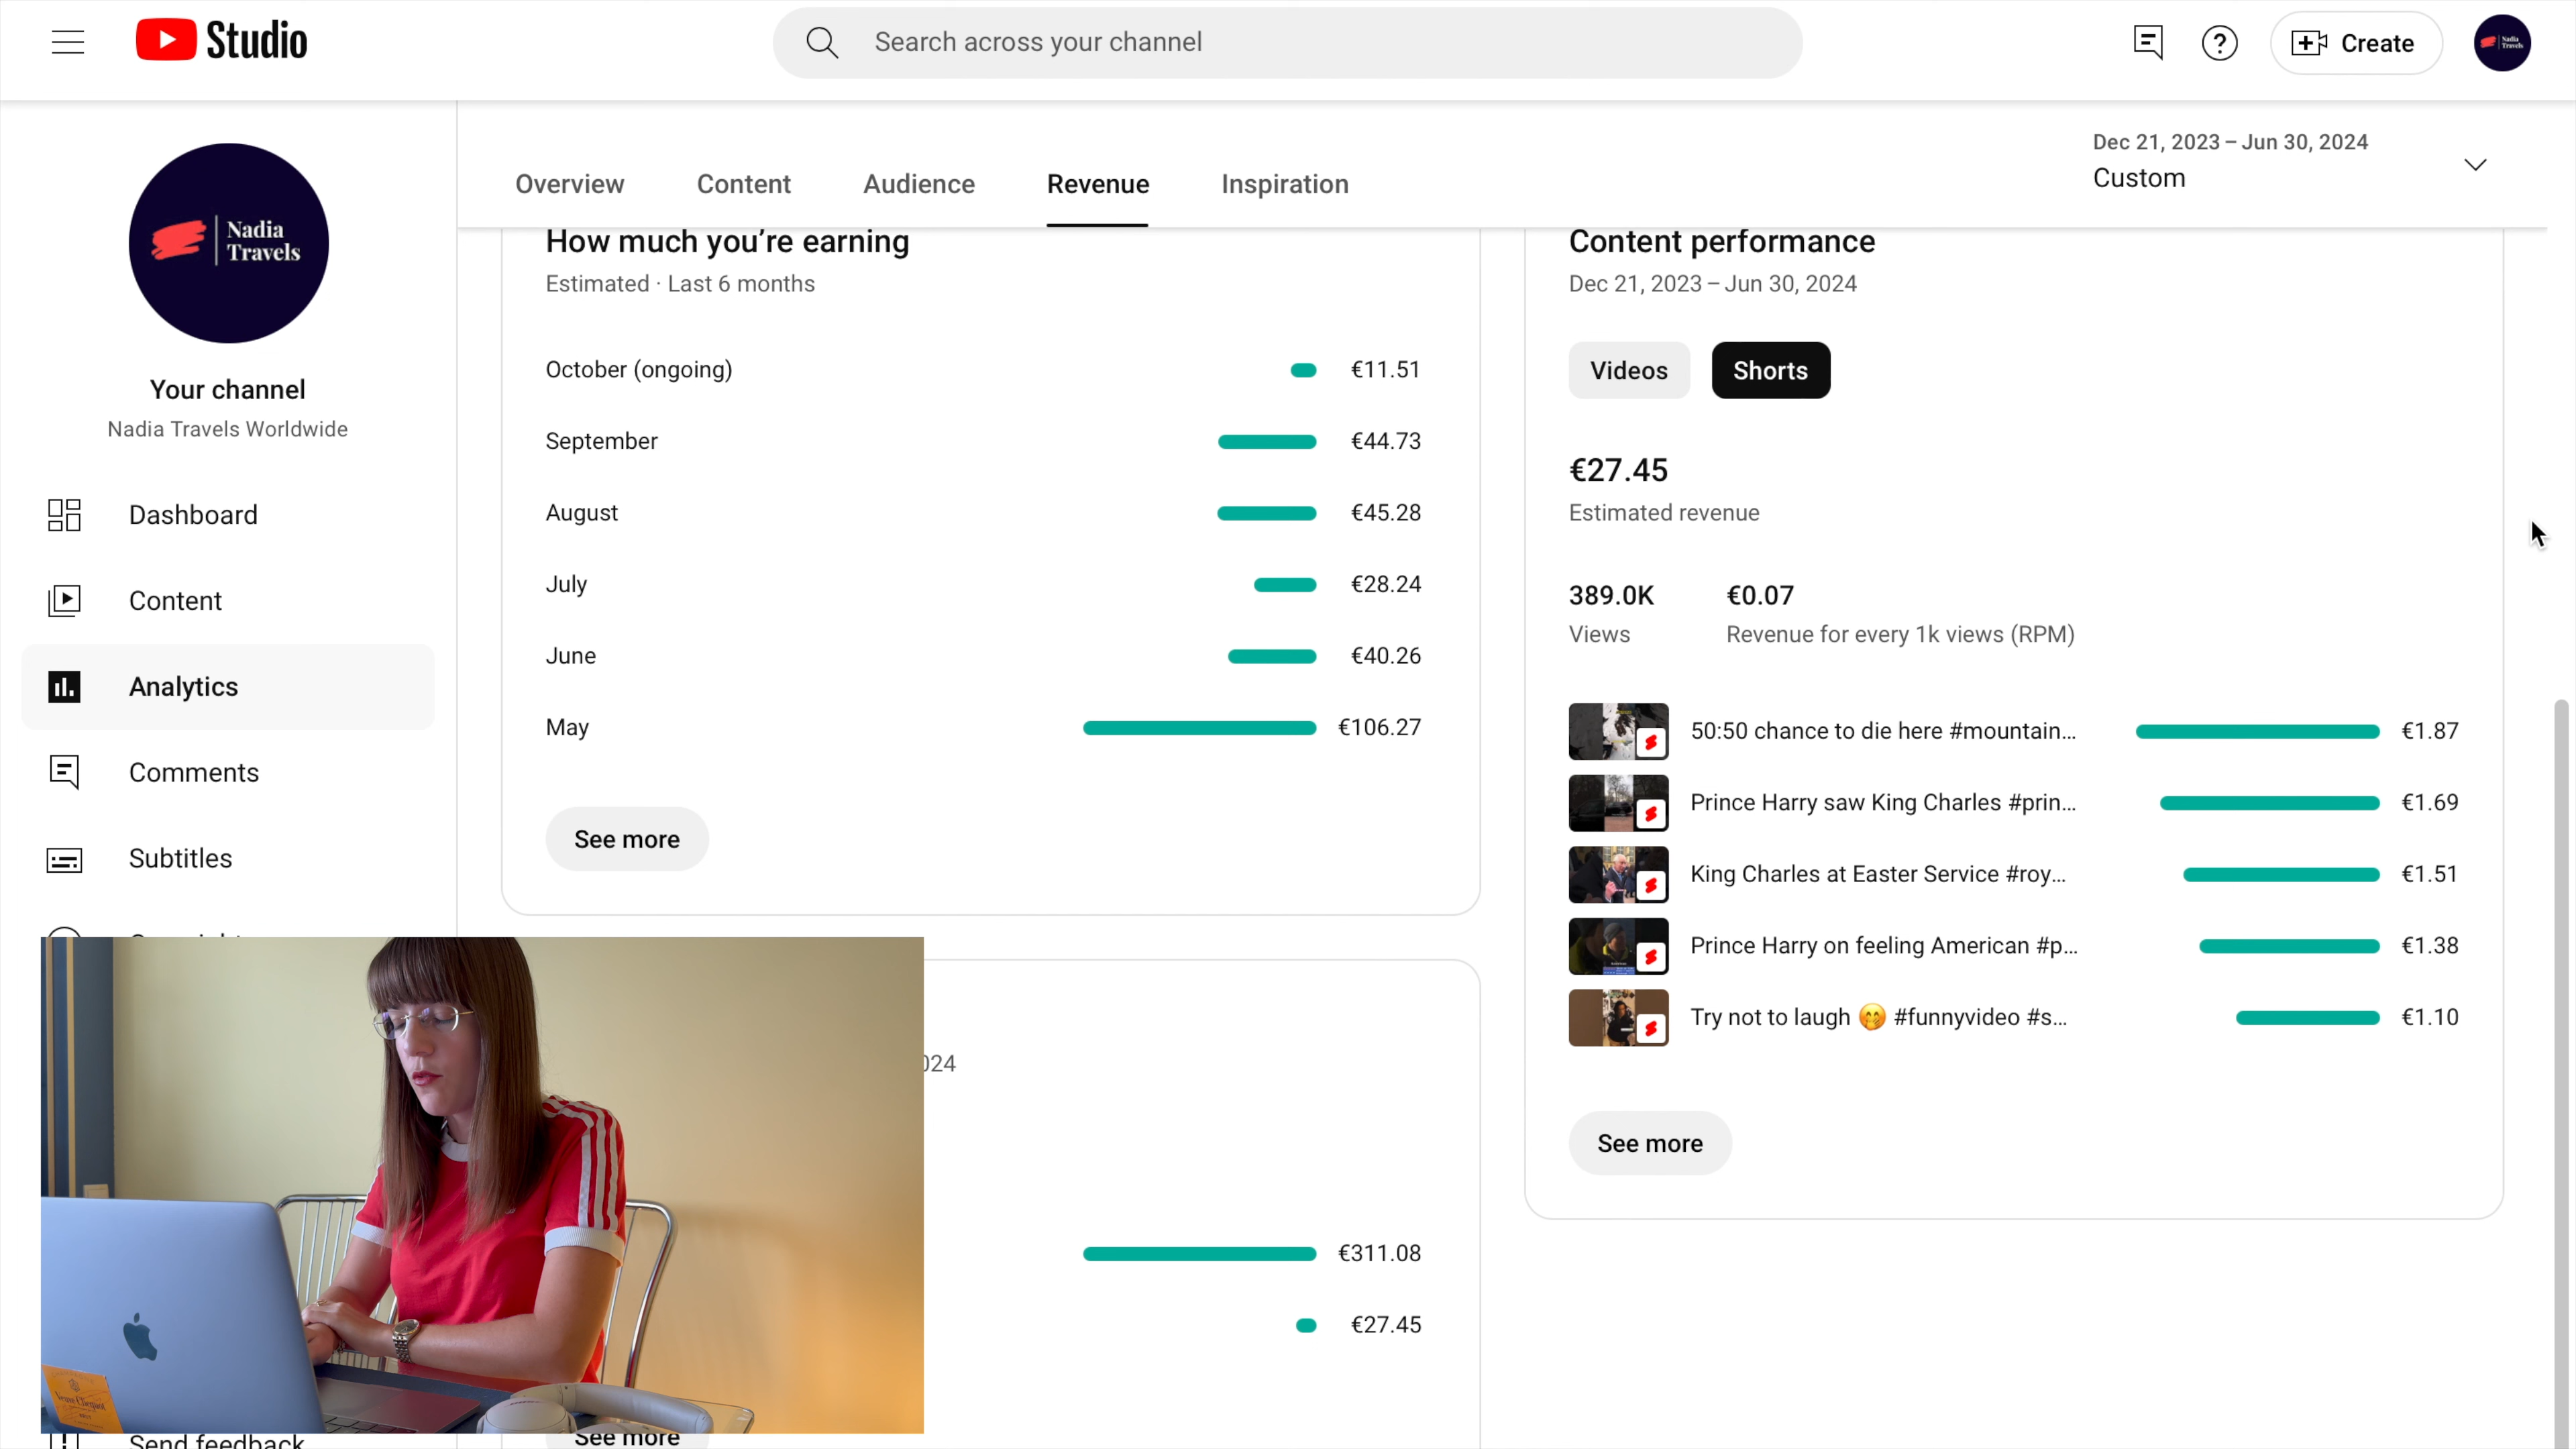 Studio
Search across your channel
Create
Nadia
Travels
Your channel
Nadia Travels Worldwide
Dashboard
Content
Analytics
Comments
Subtitles
Send feedback
Overview
Content
Audience
Revenue
Inspiration
Dec 21, 2023 – Jun 30, 2024
Custom
How much you're earning
Estimated · Last 6 months
October (ongoing) €11.51
September €44.73
August €45.28
July €28.24
June €40.26
May €106.27
See more
024
€311.08
€27.45
See more
Content performance
Dec 21, 2023 – Jun 30, 2024
Videos
Shorts
€27.45
Estimated revenue
389.0K €0.07
Views Revenue for every 1k views (RPM)
50:50 chance to die here #mountain... €1.87
Prince Harry saw King Charles #prin... €1.69
King Charles at Easter Service #roy... €1.51
Prince Harry on feeling American #p... €1.38
Try not to laugh 🤭 #funnyvideo #s... €1.10
See more